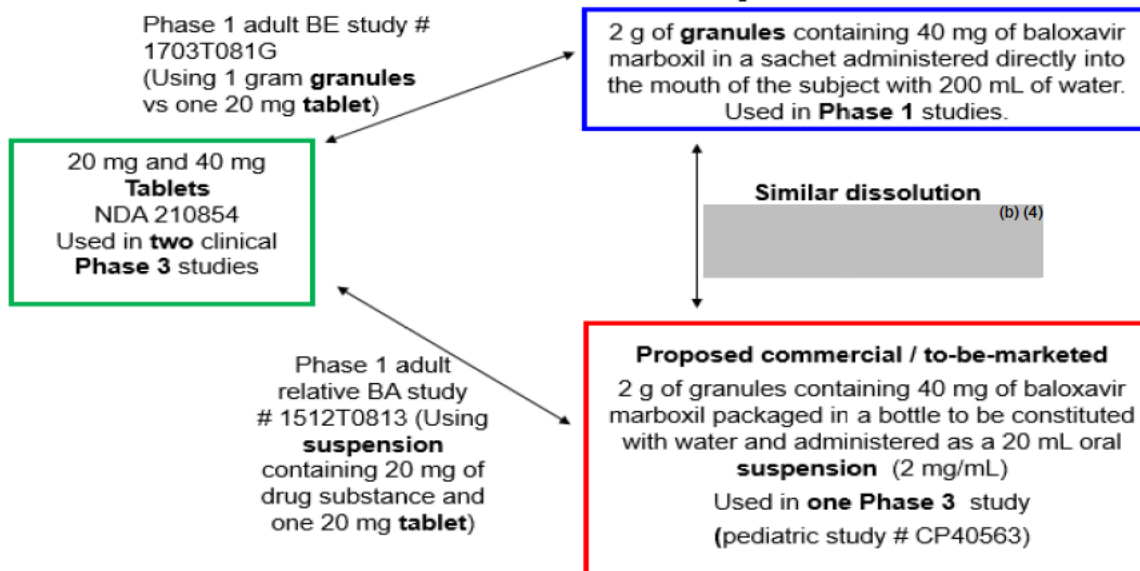 Phase 1 adult BE study #
1703T081G
(Using 1 gram granules
vs one 20 mg tablet)
2 g of granules containing 40 mg of baloxavir
marboxil in a sachet administered directly into
the mouth of the subject with 200 mL of water.
Used in Phase 1 studies.
20 mg and 40 mg
Tablets
NDA 210854
Used in two clinical
Phase 3 studies
Similar dissolution
(b) (4)
Phase 1 adult
relative BA study
# 1512T0813 (Using
suspension
containing 20 mg of
drug substance and
one 20 mg tablet)
Proposed commercial / to-be-marketed
2 g of granules containing 40 mg of baloxavir
marboxil packaged in a bottle to be constituted
with water and administered as a 20 mL oral
suspension (2 mg/mL)
Used in one Phase 3 study
(pediatric study # CP40563)